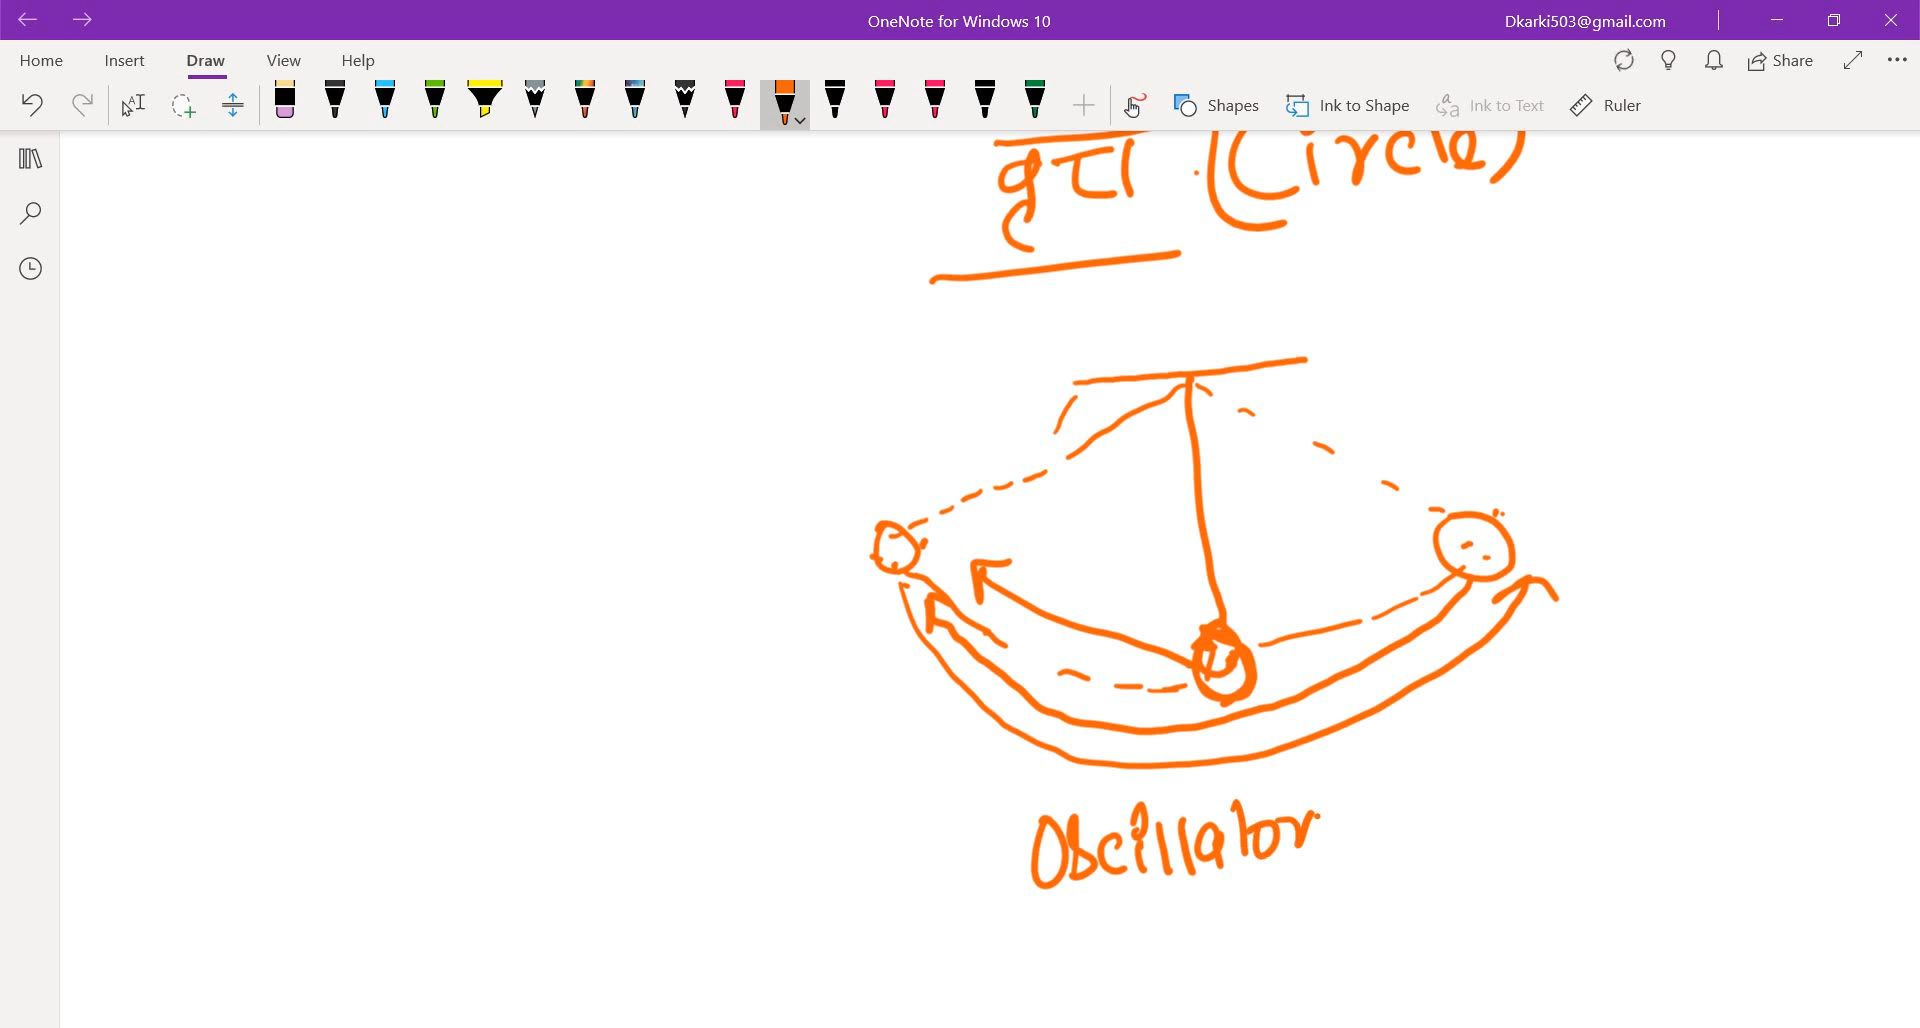 OneNote for Windows 10
Dkarki503@gmail.com
Home Insert Draw View Help
Share
Shapes Ink to Shape Ink to Text Ruler
(Circle)
Oscillator